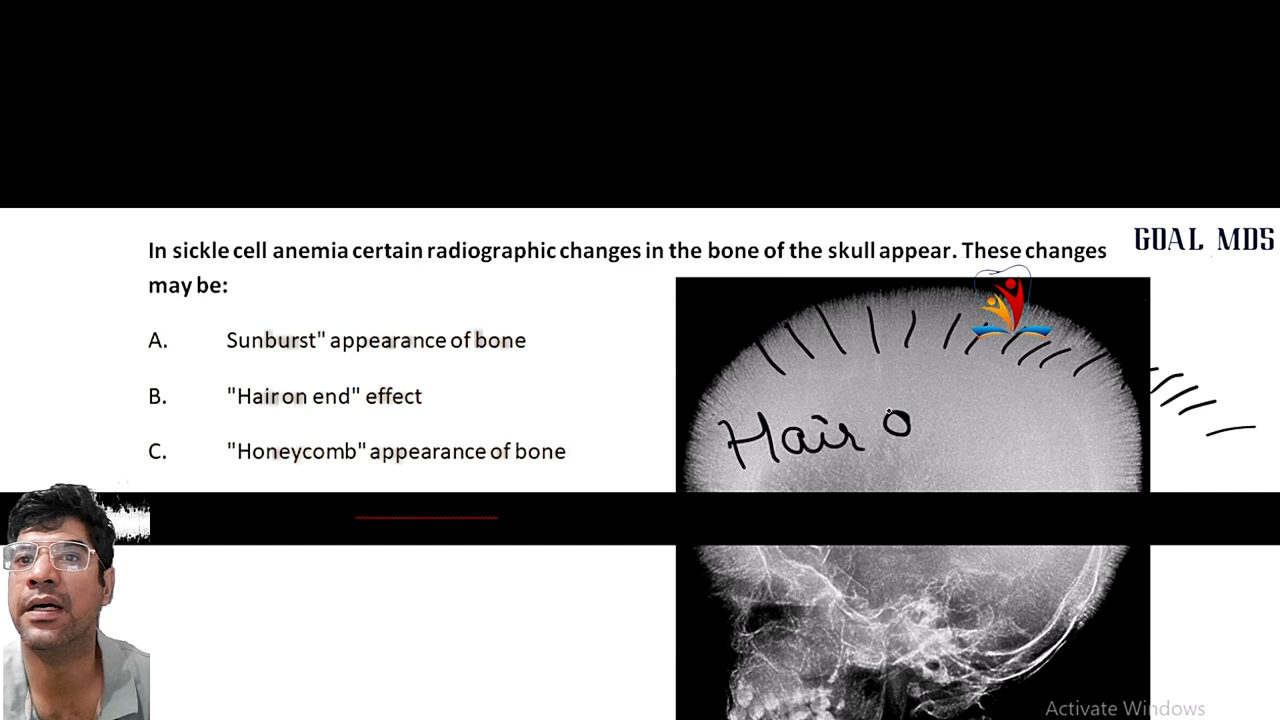 In sickle cell anemia certain radiographic changes in the bone of the skull appear. These changes
may be:
GOAL MDS
A. Sunburst" appearance of bone
B. "Hair on end" effect
C. "Honeycomb" appearance of bone
Hair O
Activate Windows